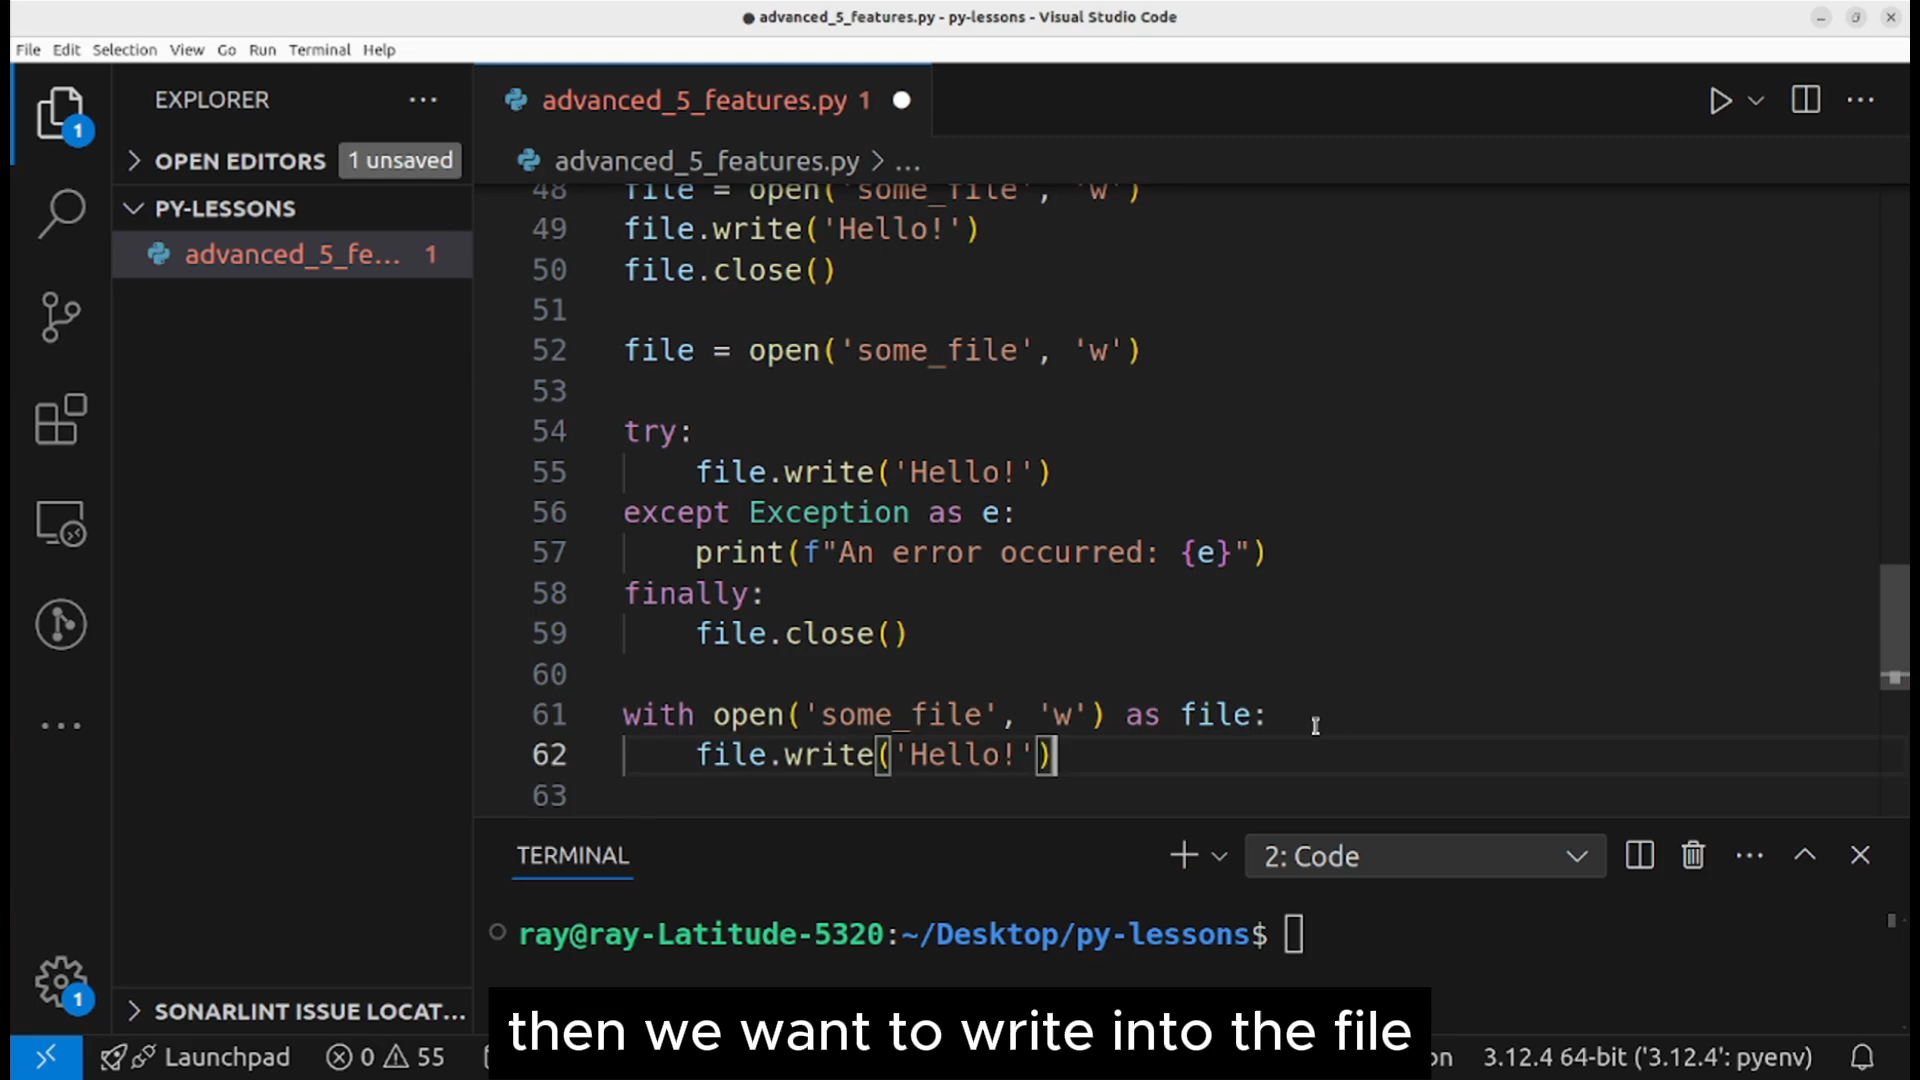 advanced_5_features.py - py-lessons - Visual Studio Code
File Edit Selection View Go Run Terminal Help
EXPLORER
advanced_5_features.py 1
OPEN EDITORS 1 unsaved
advanced_5_features.py > ...
PY-LESSONS
advanced_5_fe... 1
48 file = open('some_file', 'w')
49 file.write('Hello!')
50 file.close()
51
52 file = open('some_file', 'w')
53
54 try:
55 file.write('Hello!')
56 except Exception as e:
57 print(f"An error occurred: {e}")
58 finally:
59 file.close()
60
61 with open('some_file', 'w') as file:
62 file.write('Hello!')
63
TERMINAL
2: Code
ray@ray-Latitude-5320:~/Desktop/py-lessons$
1
1
SONARLINT ISSUE LOCAT...
then we want to write into the file
Launchpad 0 55
3.12.4 64-bit ('3.12.4': pyenv)